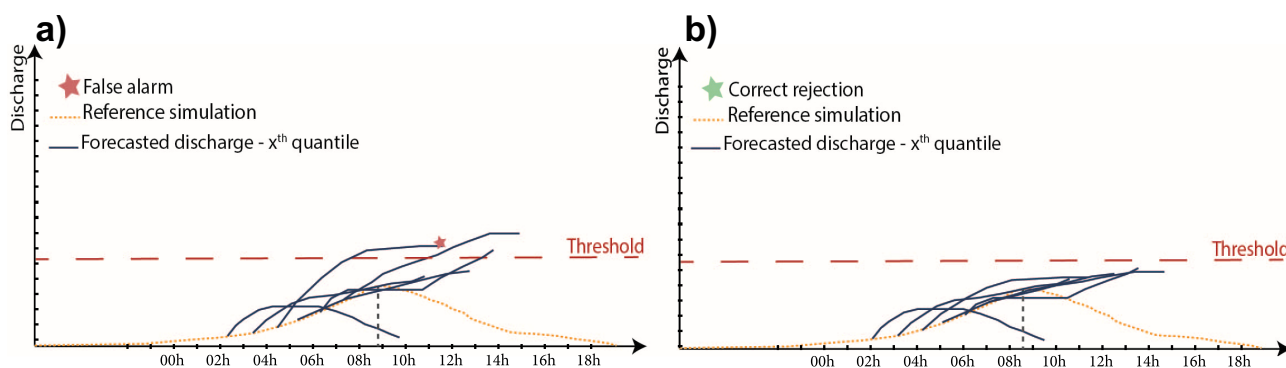 a)
Discharge
False alarm
Reference simulation
Forecasted discharge - xth quantile
Threshold
00h 02h 04h 06h 08h 10h 12h 14h 16h 18h
b)
Discharge
Correct rejection
Reference simulation
Forecasted discharge - xth quantile
Threshold
00h 02h 04h 06h 08h 10h 12h 14h 16h 18h